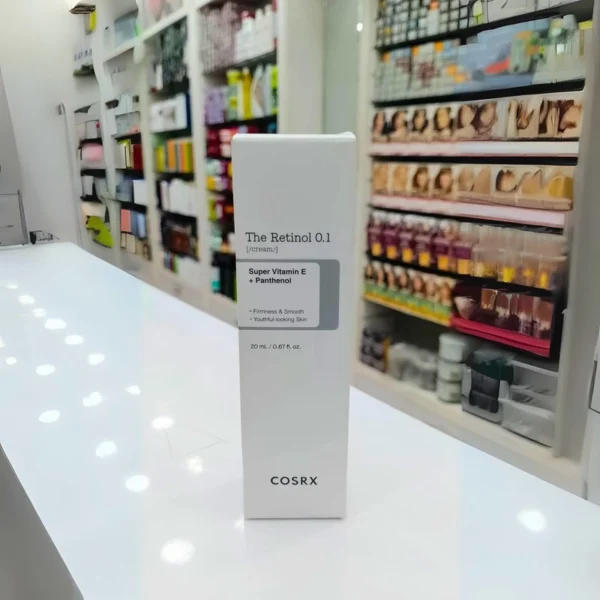 The Retinol 0.1
[/cream/]
Super Vitamin E
+ Panthenol
• Firmness & Smooth
• Youthful-looking Skin
20 mL / 0.67 fl. oz.
COSRX